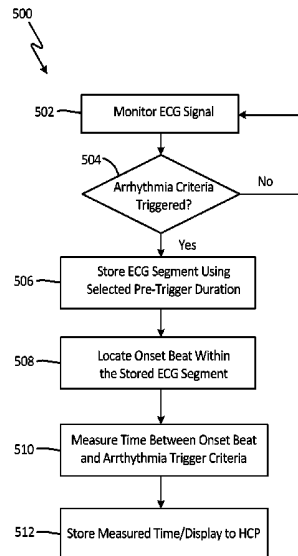 500
502
Monitor ECG Signal
504
Arrhythmia Criteria
Triggered?
No
Yes
506
Store ECG Segment Using
Selected Pre-Trigger Duration
508
Locate Onset Beat Within
the Stored ECG Segment
510
Measure Time Between Onset Beat
and Arrthythmia Trigger Criteria
512
Store Measured Time/Display to HCP